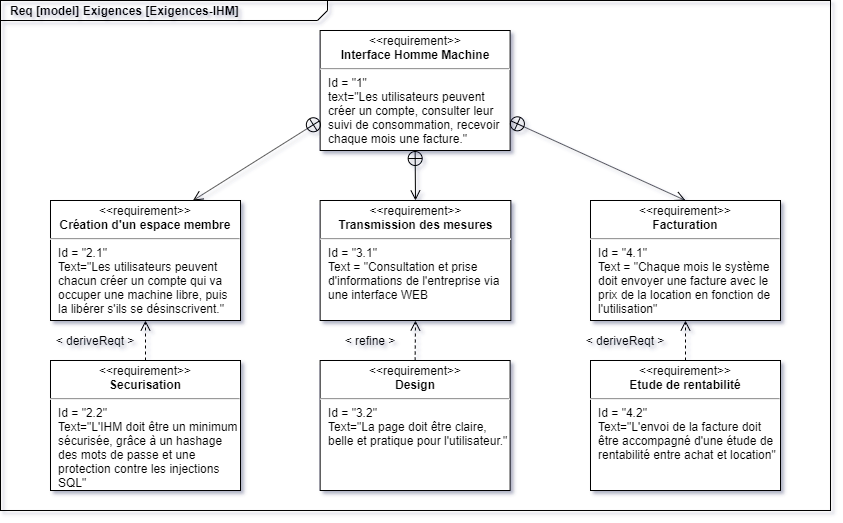 Req [model] Exigences [Exigences-IHM]
<<requirement>>
Interface Homme Machine
Id = "1"
text="Les utilisateurs peuvent
créer un compte, consulter leur
suivi de consommation, recevoir
chaque mois une facture."
<<requirement>>
Création d'un espace membre
Id = "2.1"
Text="Les utilisateurs peuvent
chacun créer un compte qui va
occuper une machine libre, puis
la libérer s'ils se désinscrivent."
<<requirement>>
Transmission des mesures
Id = "3.1"
Text = "Consultation et prise
d'informations de l'entreprise via
une interface WEB
<<requirement>>
Facturation
Id = "4.1"
Text = "Chaque mois le système
doit envoyer une facture avec le
prix de la location en fonction de
l'utilisation"
< deriveReqt >
< refine >
< deriveReqt >
<<requirement>>
Securisation
Id = "2.2"
Text="L'IHM doit être un minimum
sécurisée, grâce à un hashage
des mots de passe et une
protection contre les injections
SQL"
<<requirement>>
Design
Id = "3.2"
Text="La page doit être claire,
belle et pratique pour l'utilisateur."
<<requirement>>
Etude de rentabilité
Id = "4.2"
Text="L'envoi de la facture doit
être accompagné d'une étude de
rentabilité entre achat et location"